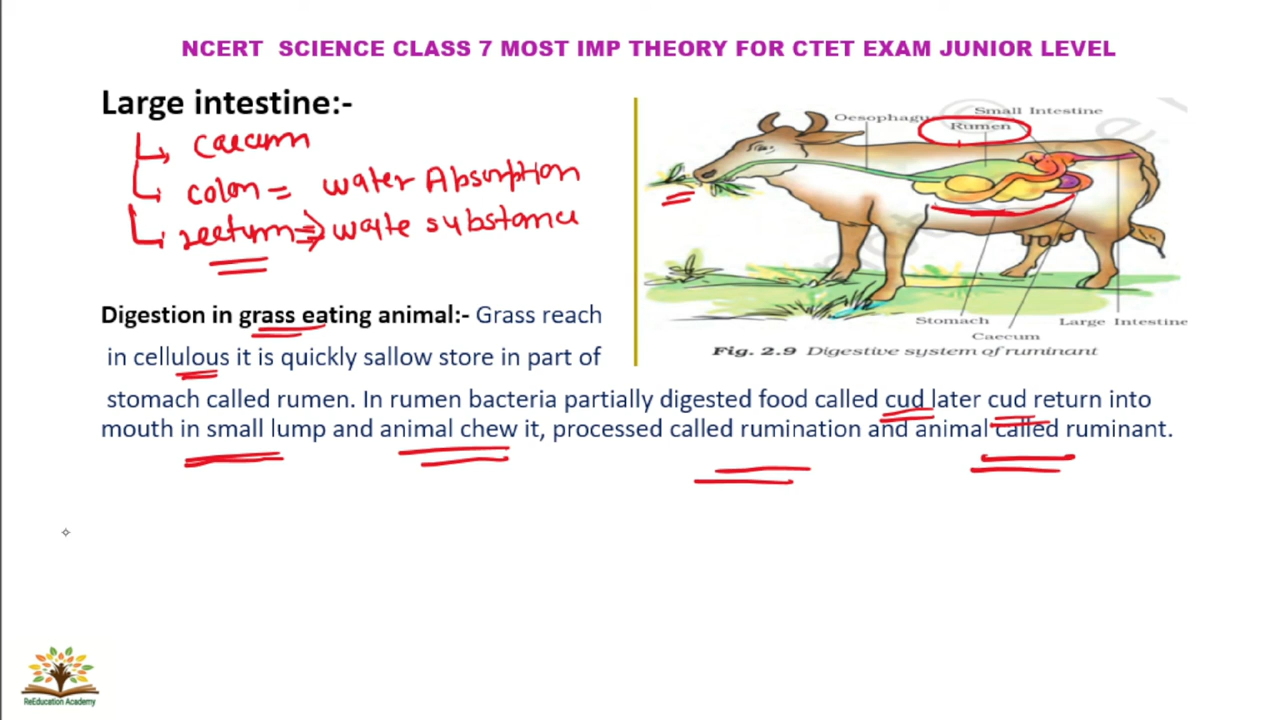 NCERT SCIENCE CLASS 7 MOST IMP THEORY FOR CTET EXAM JUNIOR LEVEL
Large intestine:-
caecum
colon = water Absorption
rectum => waste substance
Small Intestine
Oesophagu
Rumen
Stomach
Large Intestine
Caecum
Fig. 2.9 Digestive system of ruminant
Digestion in grass eating animal:- Grass reach
in cellulous it is quickly sallow store in part of
stomach called rumen. In rumen bacteria partially digested food called cud later cud return into
mouth in small lump and animal chew it, processed called rumination and animal called ruminant.
ReEducation Academy